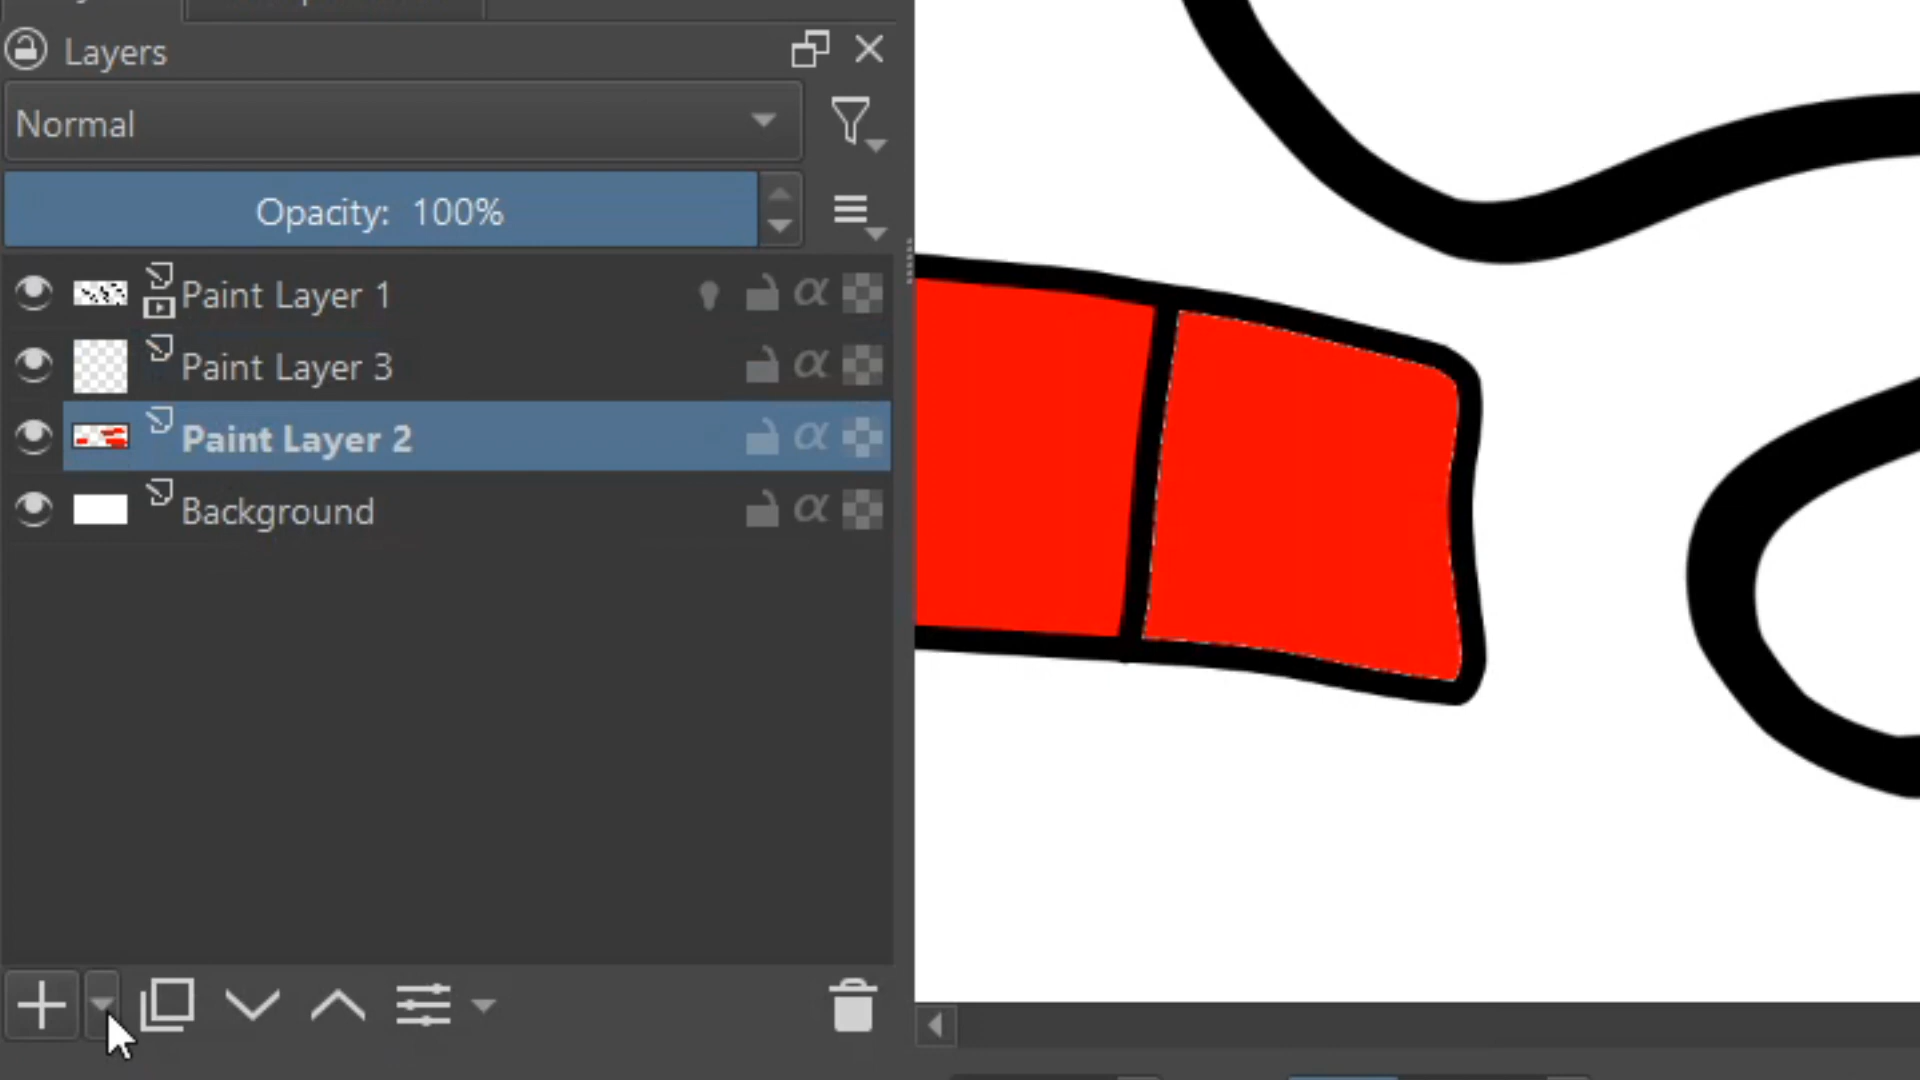 Layers
Normal
Opacity: 100%
Paint Layer 1
α
Paint Layer 3
α
Paint Layer 2
α
Background
α